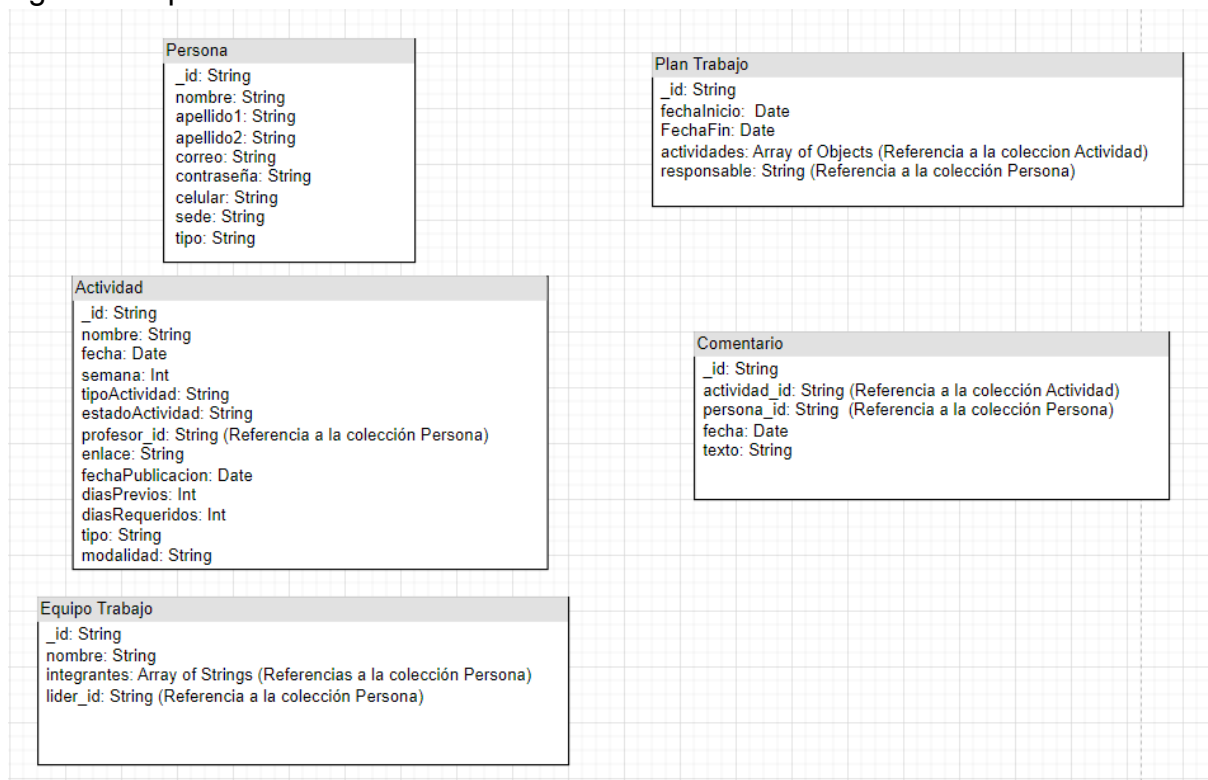 Persona
_id: String
nombre: String
apellido1: String
apellido2: String
correo: String
contraseña: String
celular: String
sede: String
tipo: String
Plan Trabajo
_id: String
fechaInicio: Date
FechaFin: Date
actividades: Array of Objects (Referencia a la coleccion Actividad)
responsable: String (Referencia a la colección Persona)
Actividad
_id: String
nombre: String
fecha: Date
semana: Int
tipoActividad: String
estadoActividad: String
profesor_id: String (Referencia a la colección Persona)
enlace: String
fechaPublicacion: Date
diasPrevios: Int
diasRequeridos: Int
tipo: String
modalidad: String
Comentario
_id: String
actividad_id: String (Referencia a la colección Actividad)
persona_id: String (Referencia a la colección Persona)
fecha: Date
texto: String
Equipo Trabajo
_id: String
nombre: String
integrantes: Array of Strings (Referencias a la colección Persona)
lider_id: String (Referencia a la colección Persona)